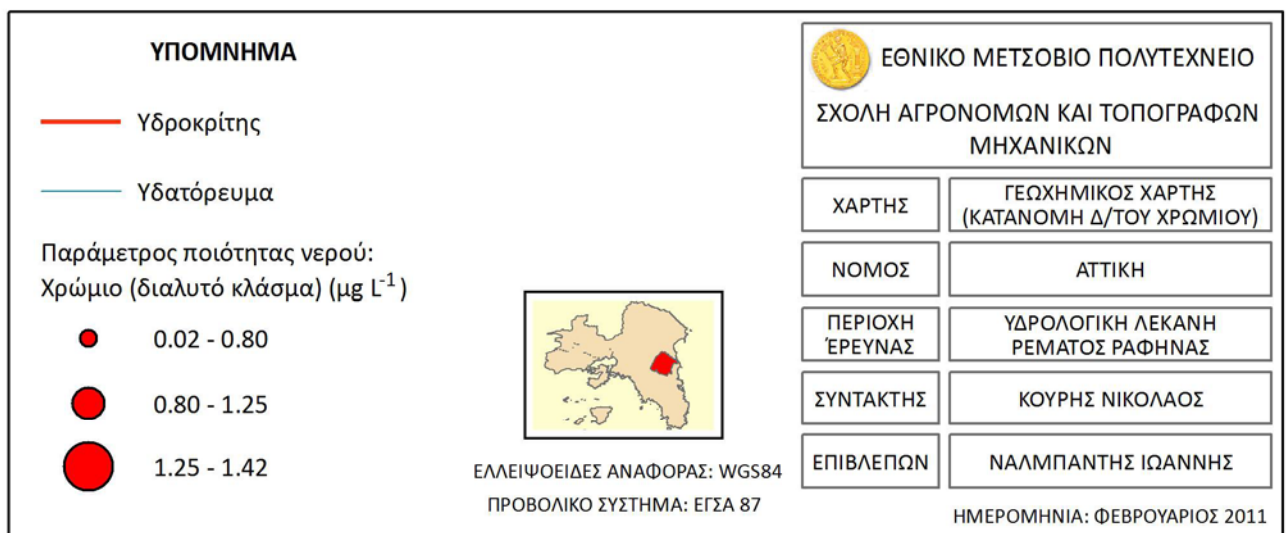 ΥΠΟΜΝΗΜΑ
Υδροκρίτης
Υδατόρευμα
Παράμετρος ποιότητας νερού:
Χρώμιο (διαλυτό κλάσμα) (μg L⁻¹)
0.02 - 0.80
0.80 - 1.25
1.25 - 1.42
ΕΛΛΕΙΨΟΕΙΔΕΣ ΑΝΑΦΟΡΑΣ: WGS84
ΠΡΟΒΟΛΙΚΟ ΣΥΣΤΗΜΑ: ΕΓΣΑ 87
ΕΘΝΙΚΟ ΜΕΤΣΟΒΙΟ ΠΟΛΥΤΕΧΝΕΙΟ
ΣΧΟΛΗ ΑΓΡΟΝΟΜΩΝ ΚΑΙ ΤΟΠΟΓΡΑΦΩΝ
ΜΗΧΑΝΙΚΩΝ
ΧΑΡΤΗΣ
ΓΕΩΧΗΜΙΚΟΣ ΧΑΡΤΗΣ
(ΚΑΤΑΝΟΜΗ Δ/ΤΟΥ ΧΡΩΜΙΟΥ)
ΝΟΜΟΣ
ΑΤΤΙΚΗ
ΠΕΡΙΟΧΗ
ΈΡΕΥΝΑΣ
ΥΔΡΟΛΟΓΙΚΗ ΛΕΚΑΝΗ
ΡΕΜΑΤΟΣ ΡΑΦΗΝΑΣ
ΣΥΝΤΑΚΤΗΣ
ΚΟΥΡΗΣ ΝΙΚΟΛΑΟΣ
ΕΠΙΒΛΕΠΩΝ
ΝΑΛΜΠΑΝΤΗΣ ΙΩΑΝΝΗΣ
ΗΜΕΡΟΜΗΝΙΑ: ΦΕΒΡΟΥΑΡΙΟΣ 2011